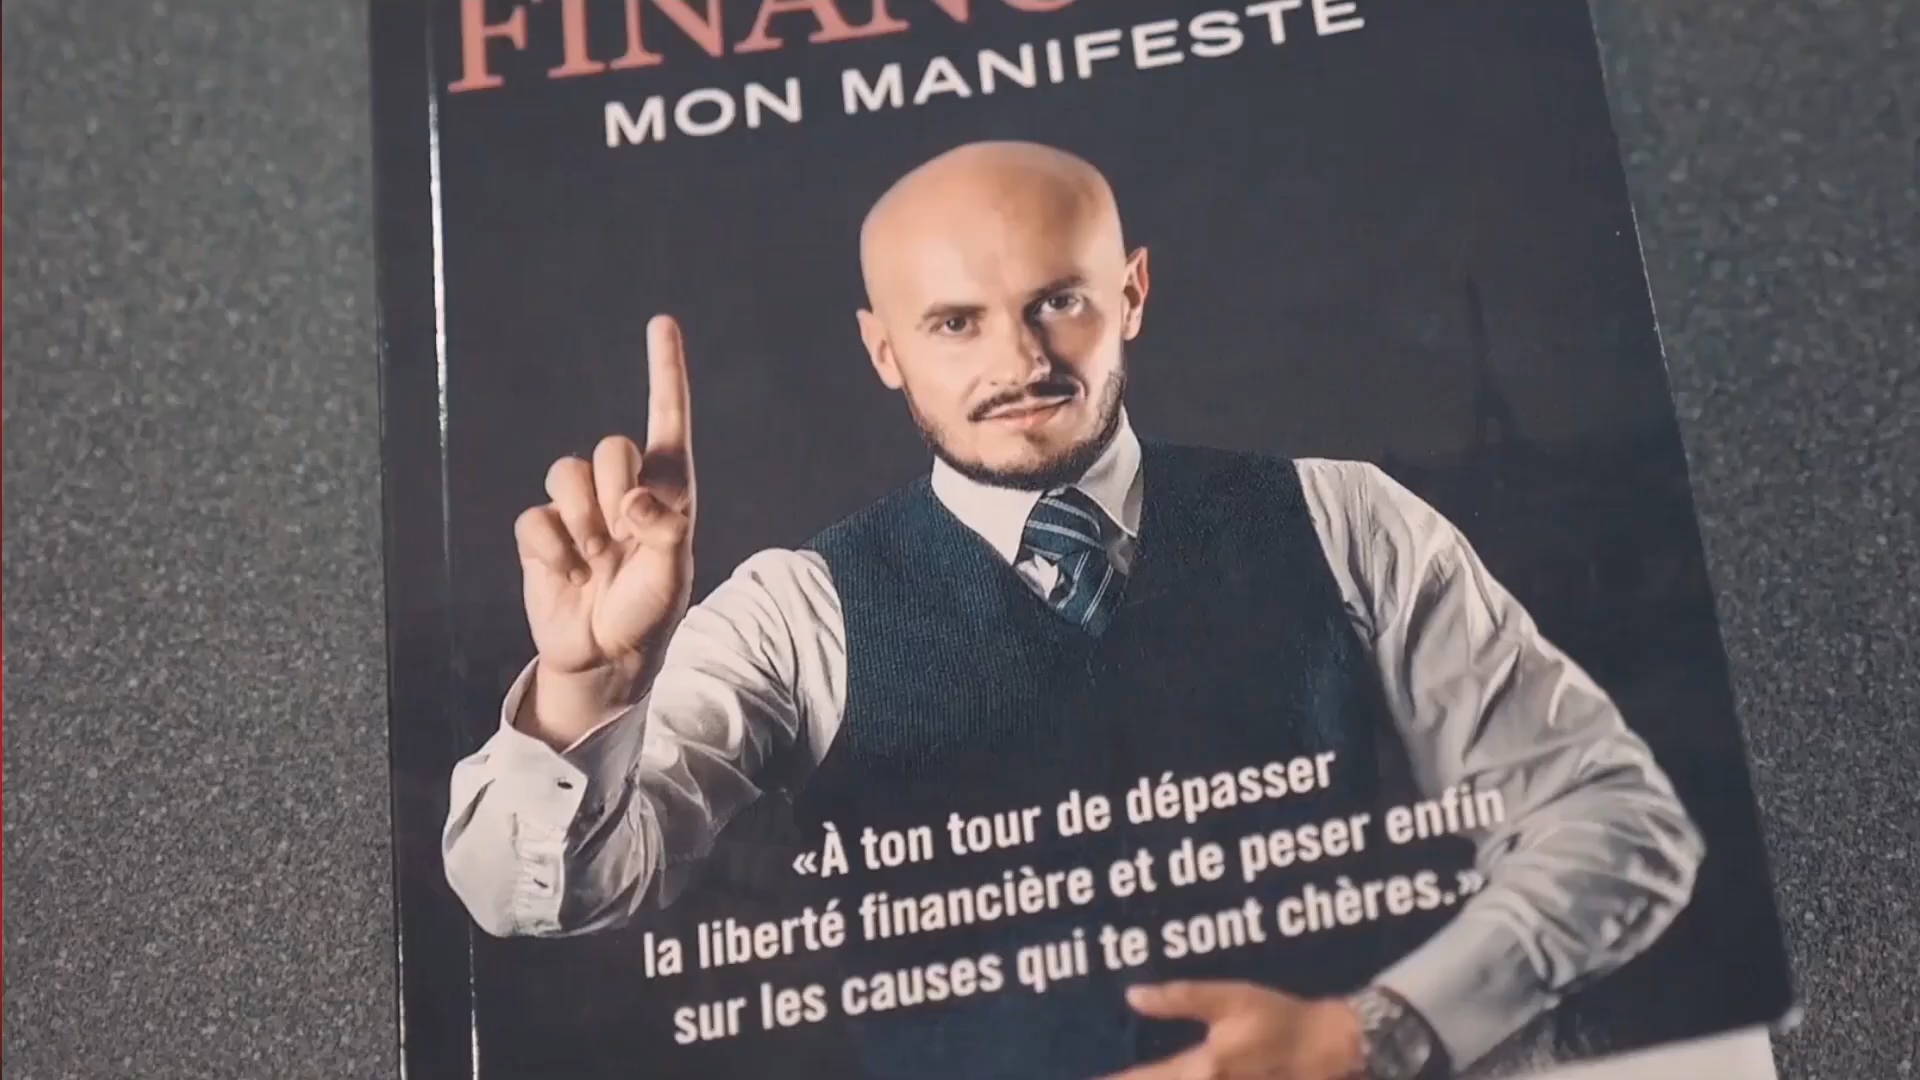 MON MANIFESTE
«À ton tour de dépasser
la liberté financière et de peser enfin
sur les causes qui te sont chères.»